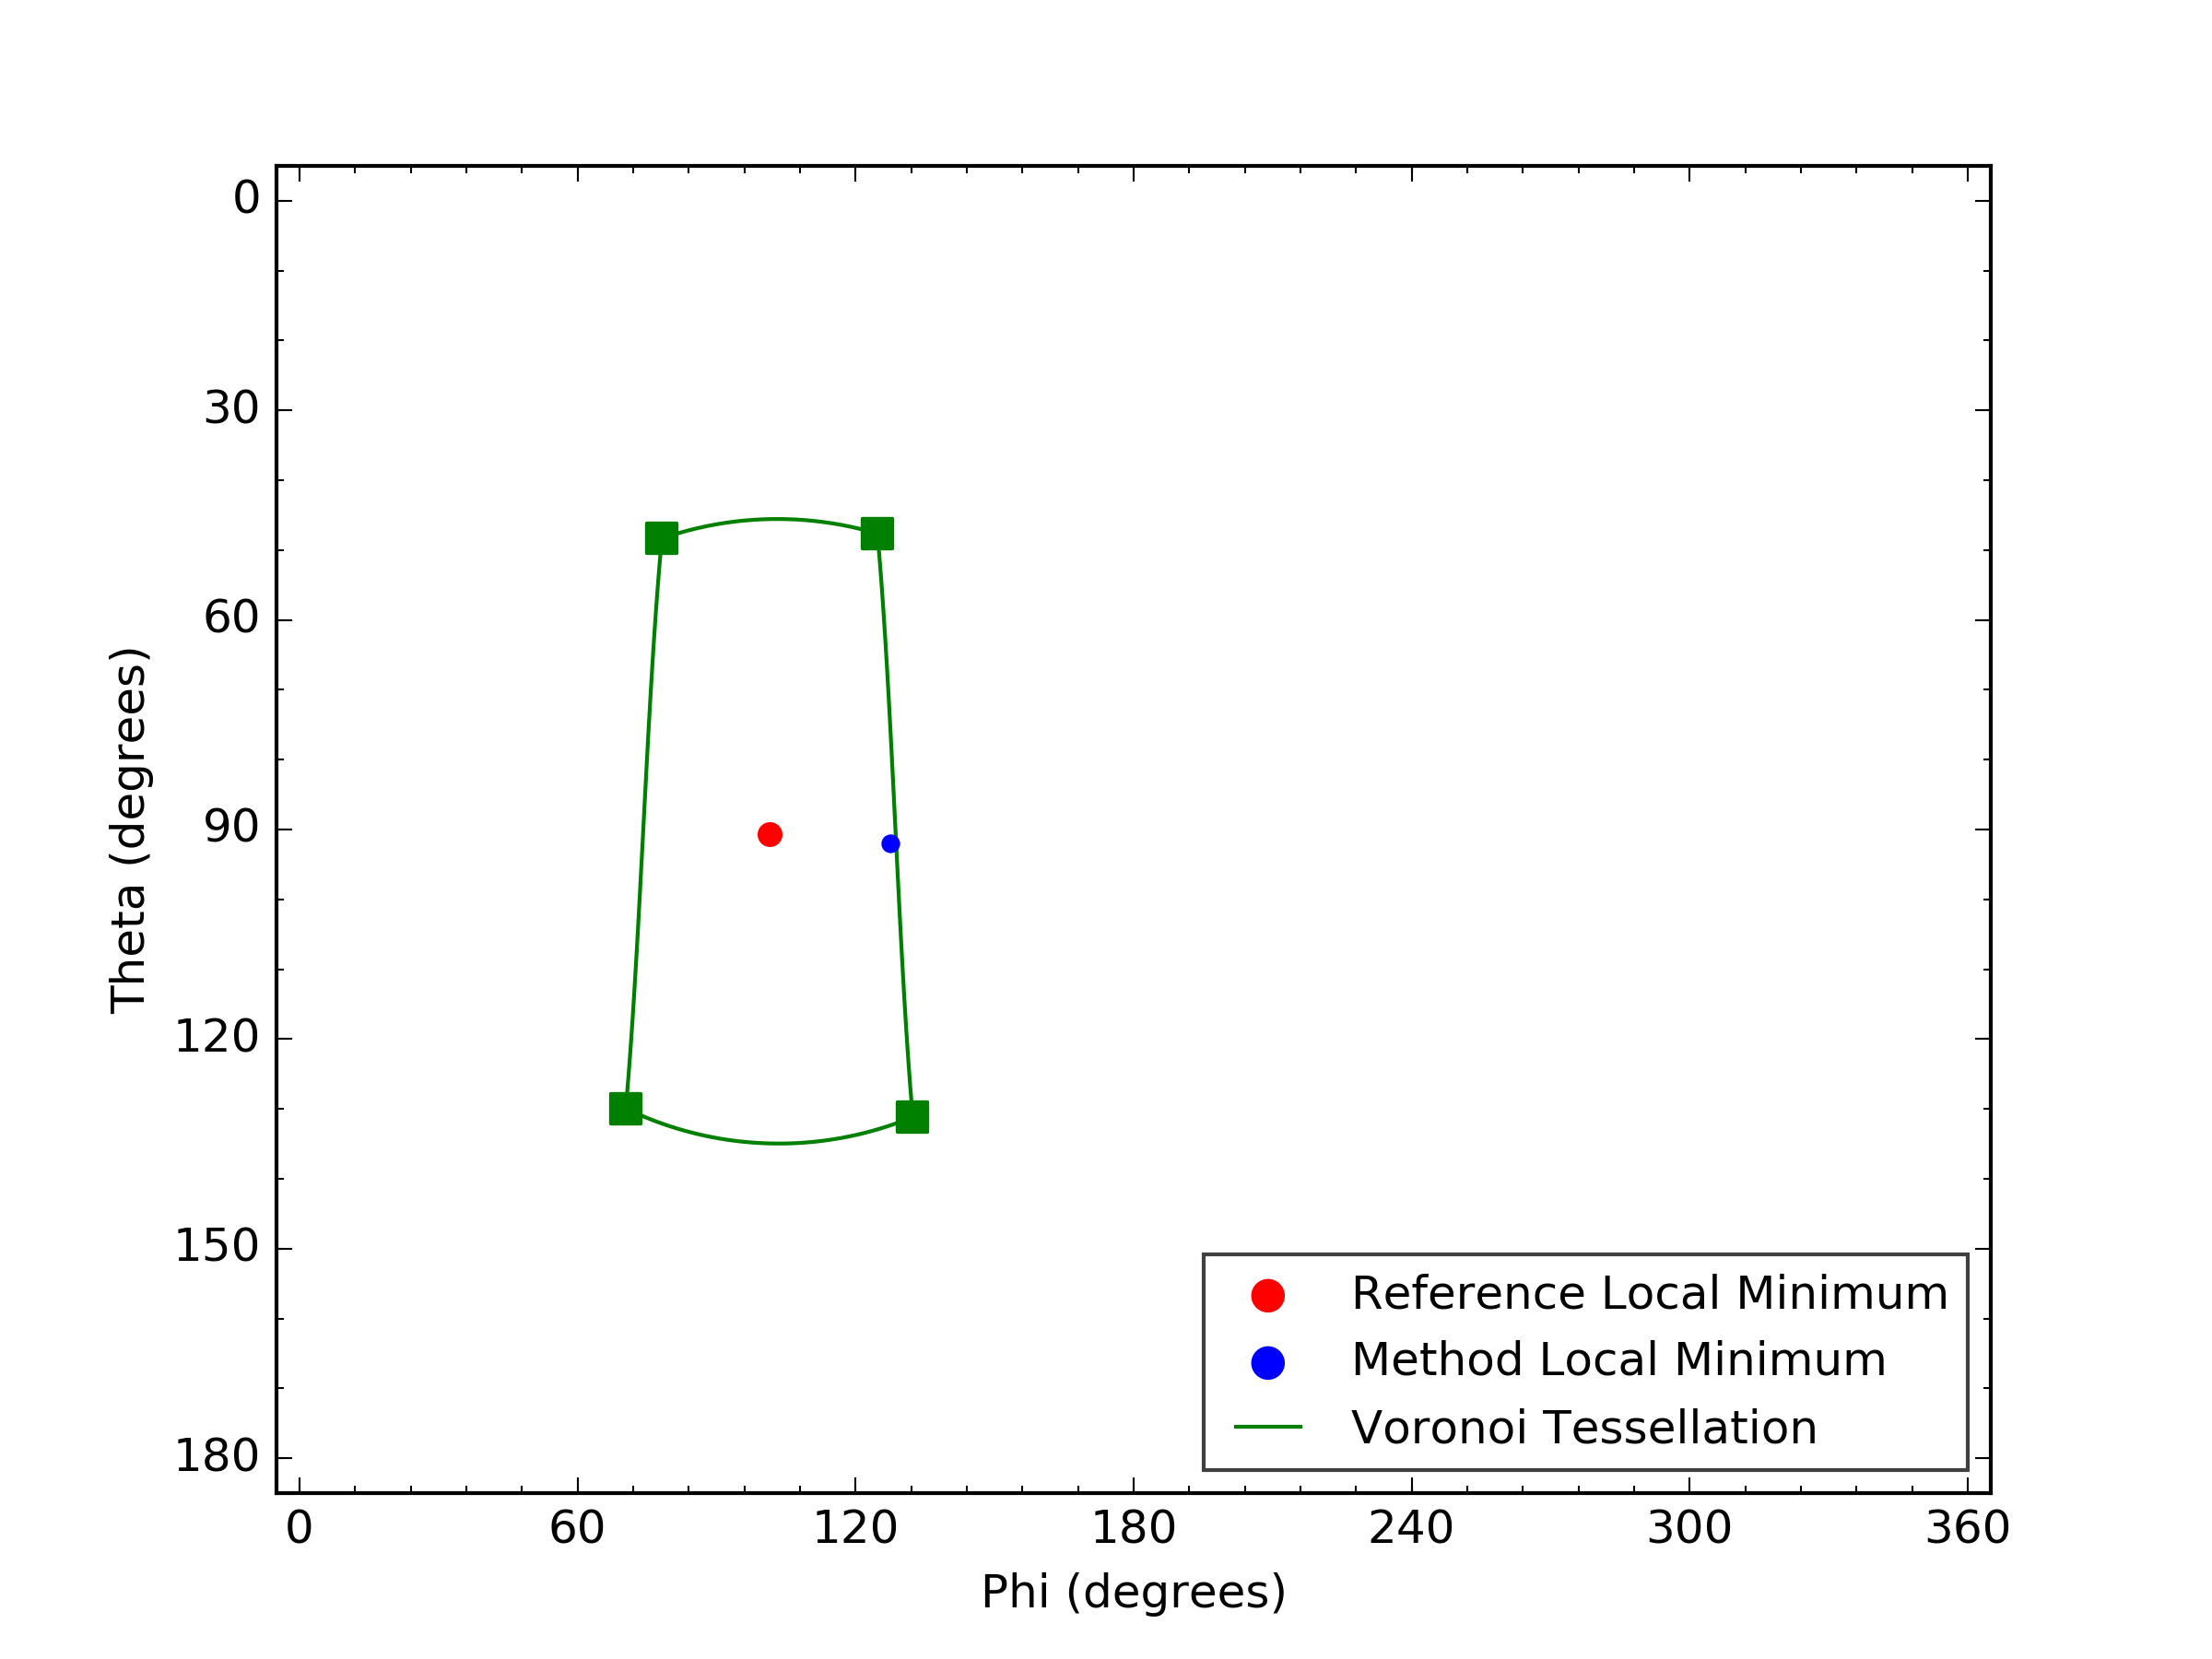 0
30
60
90
120
150
180
Theta (degrees)
0 60 120 180 240 300 360
Phi (degrees)
Reference Local Minimum
Method Local Minimum
Voronoi Tessellation